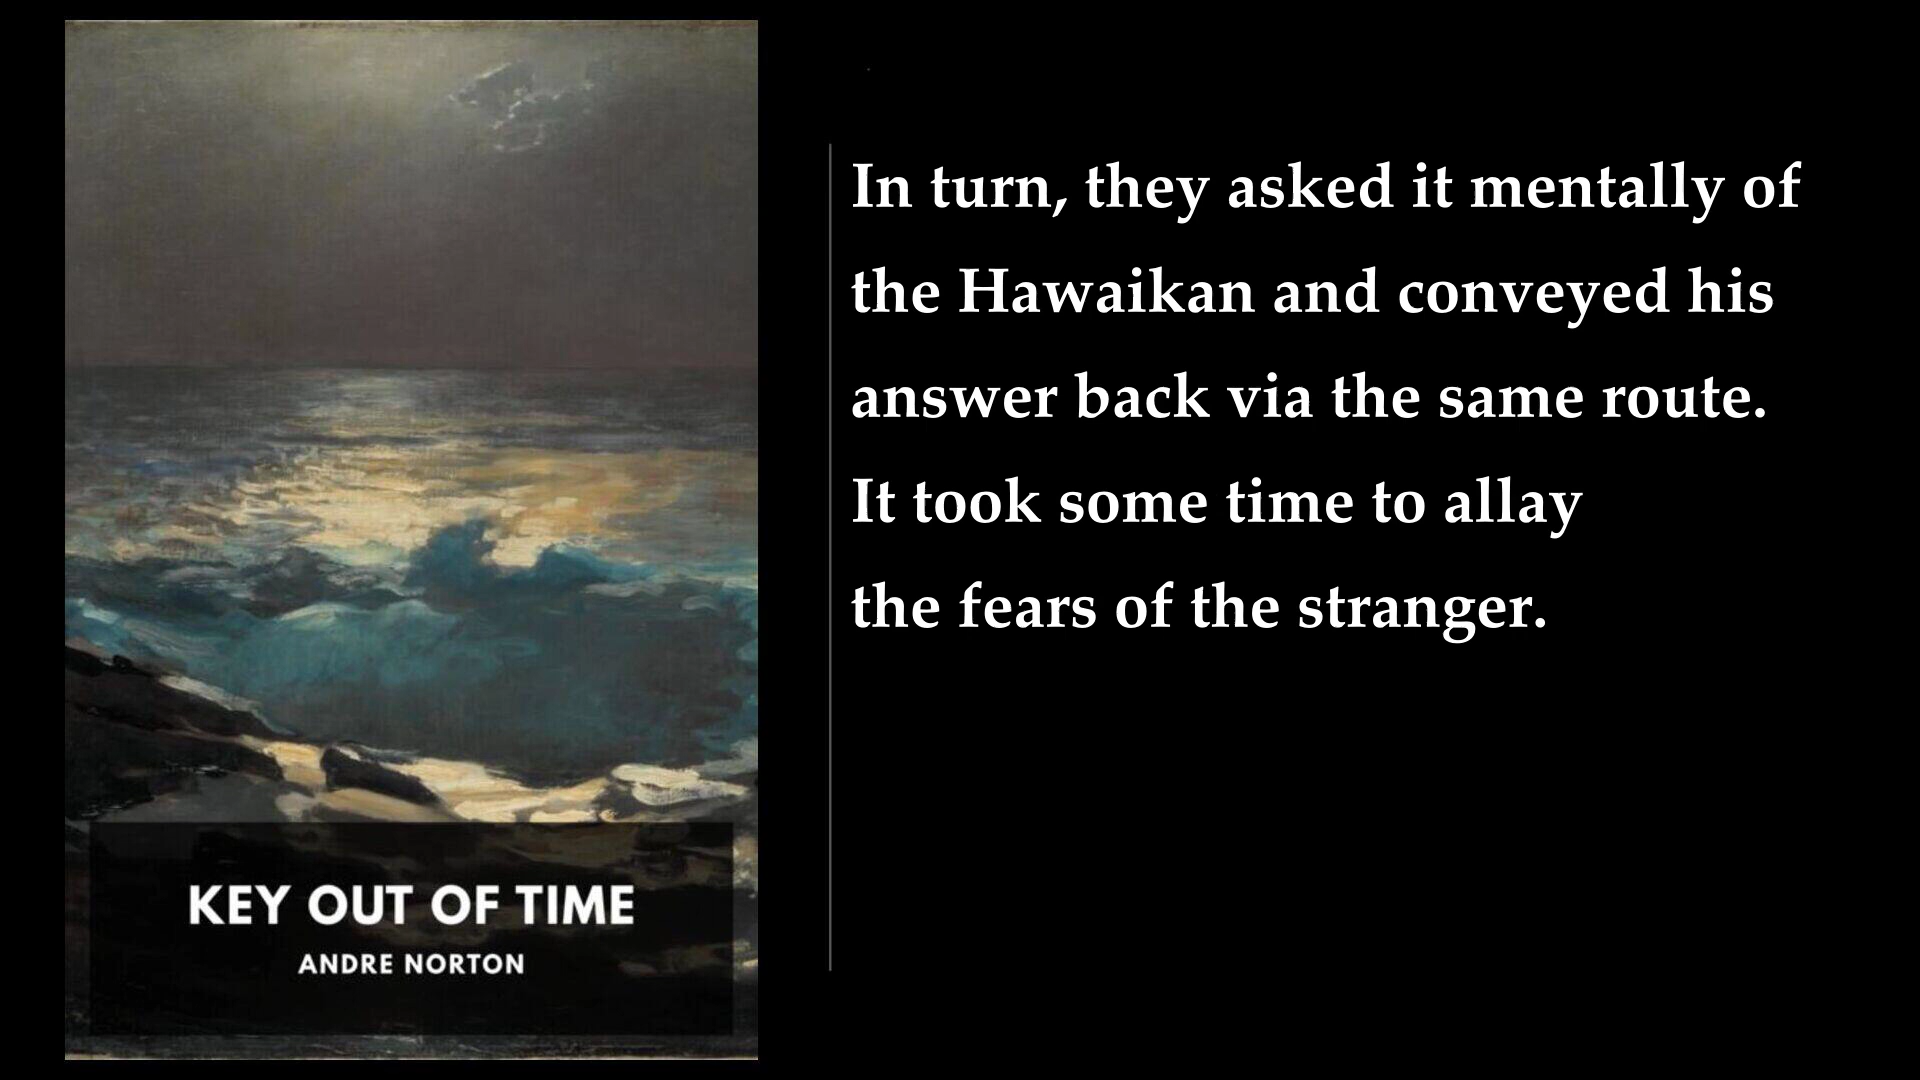 In turn, they asked it mentally of
the Hawaikan and conveyed his
answer back via the same route.
It took some time to allay
the fears of the stranger.
KEY OUT OF TIME
ANDRE NORTON